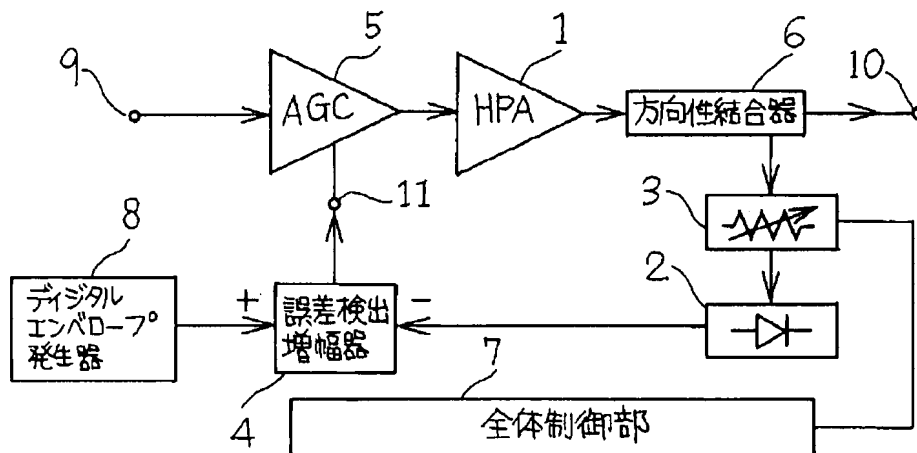 5
1
6
9
10
AGC
HPA
方向性結合器
11
3
8
2
ディジタル
エンベロープ
発生器
+
誤差検出
増幅器
-
4
7
全体制御部